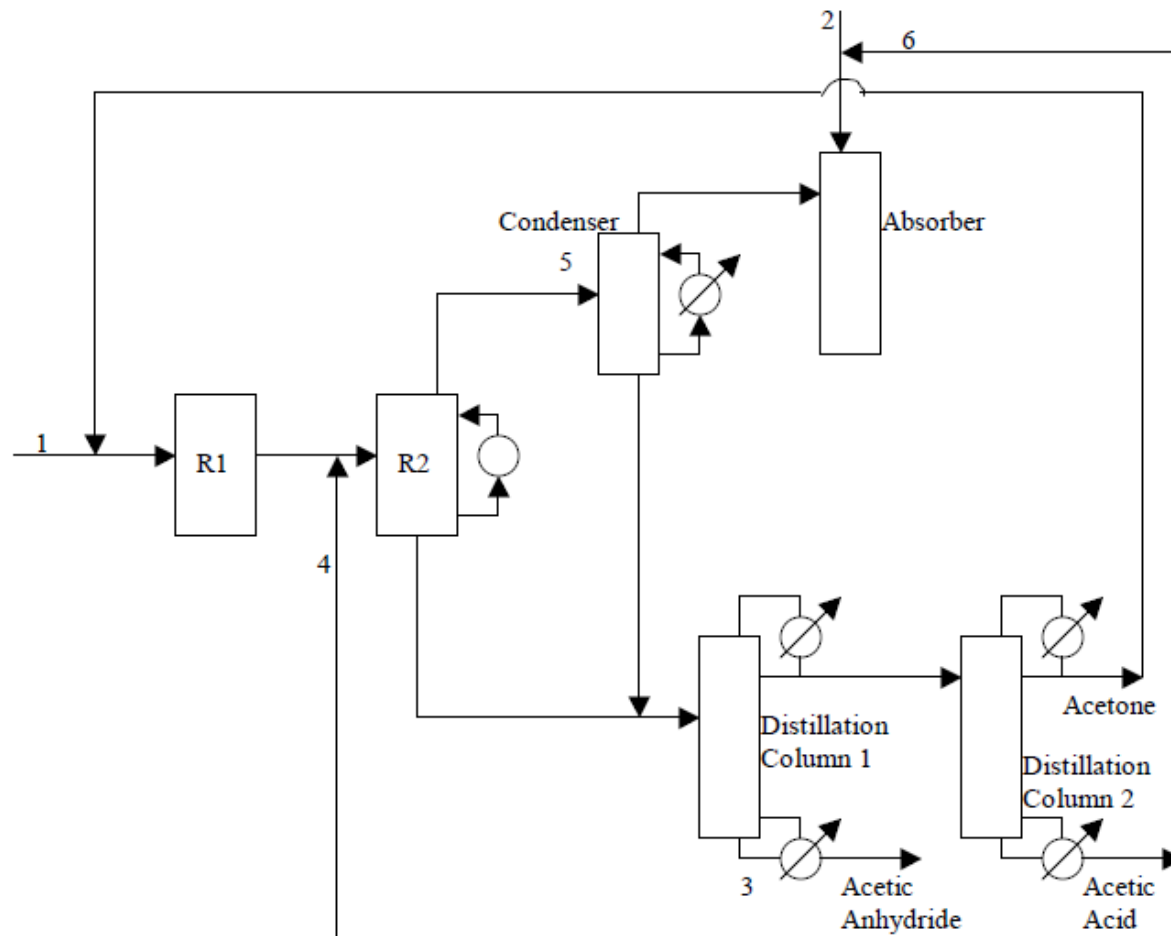 2
6
Condenser
Absorber
5
1
R1
R2
4
Acetone
Distillation
Column 1
Distillation
Column 2
3
Acetic
Anhydride
Acetic
Acid